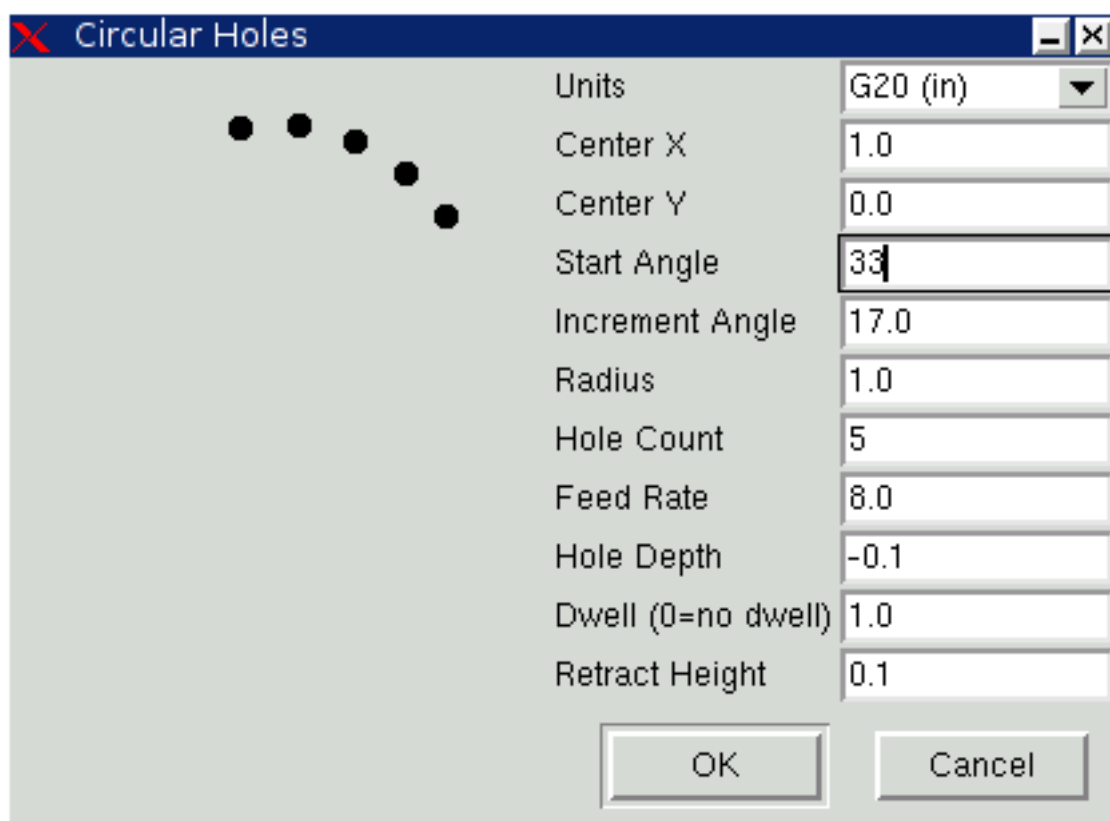 Circular Holes
Units G20 (in)
Center X 1.0
Center Y 0.0
Start Angle 33
Increment Angle 17.0
Radius 1.0
Hole Count 5
Feed Rate 8.0
Hole Depth -0.1
Dwell (0=no dwell) 1.0
Retract Height 0.1
OK Cancel